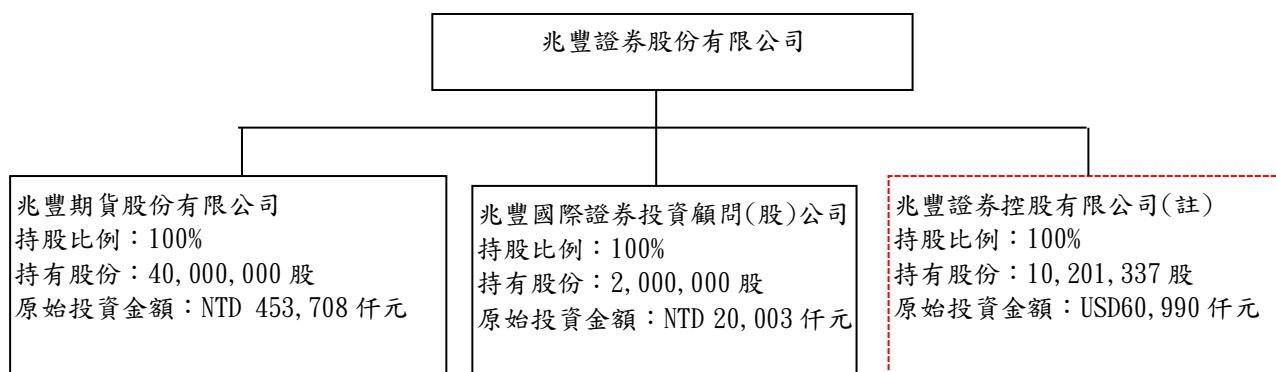 兆豐證券股份有限公司
兆豐期貨股份有限公司
持股比例：100%
持有股份：40,000,000 股
原始投資金額：NTD 453,708 仟元
兆豐國際證券投資顧問(股)公司
持股比例：100%
持有股份：2,000,000 股
原始投資金額：NTD 20,003 仟元
兆豐證券控股有限公司(註)
持股比例：100%
持有股份：10,201,337 股
原始投資金額：USD60,990 仟元